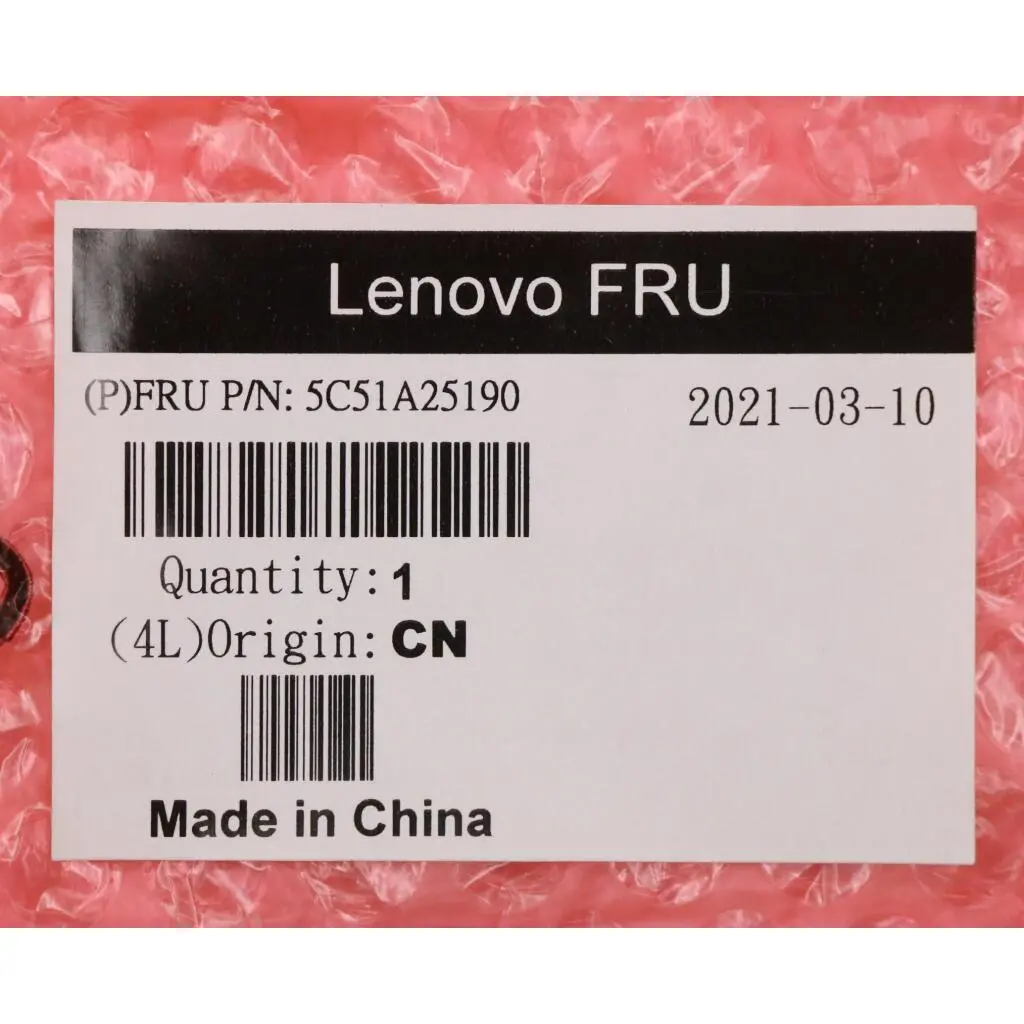 Lenovo FRU
(P)FRU P/N: 5C51A25190
2021-03-10
Quantity: 1
(4L)Origin: CN
Made in China